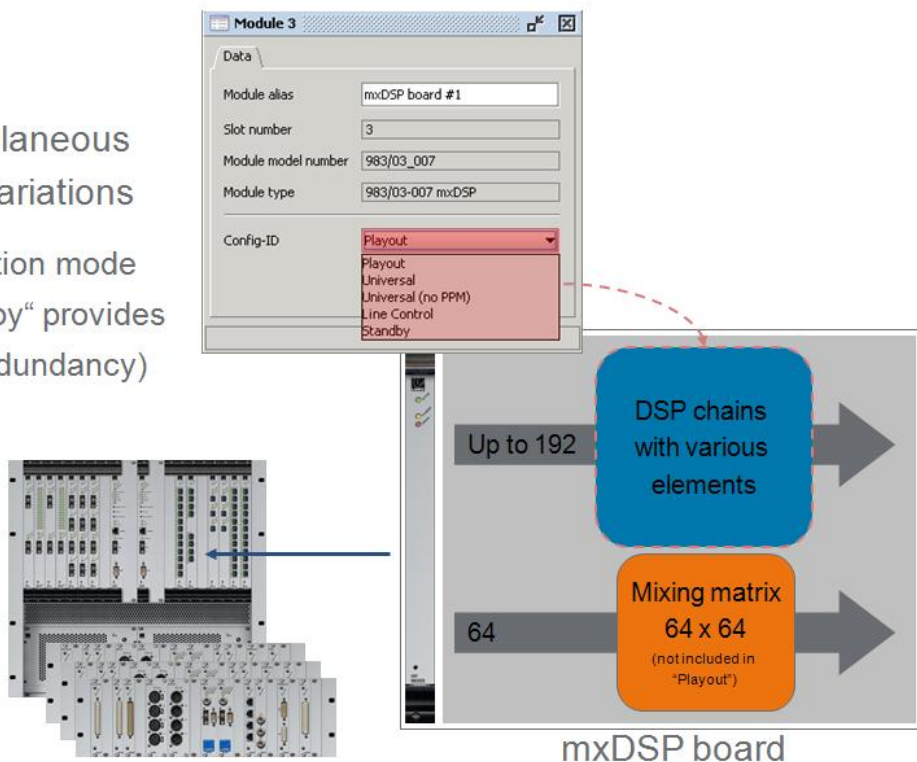 Module 3
Data
Module alias mxDSP board #1
Slot number 3
Module model number 983/03_007
Module type 983/03-007 mxDSP
Config-ID Playout
Playout
Universal
Universal (no PPM)
Line Control
Standby
laneous
ariations
tion mode
by“ provides
edundancy)
Up to 192
DSP chains
with various
elements
64
Mixing matrix
64 x 64
(not included in
“Playout”)
mxDSP board